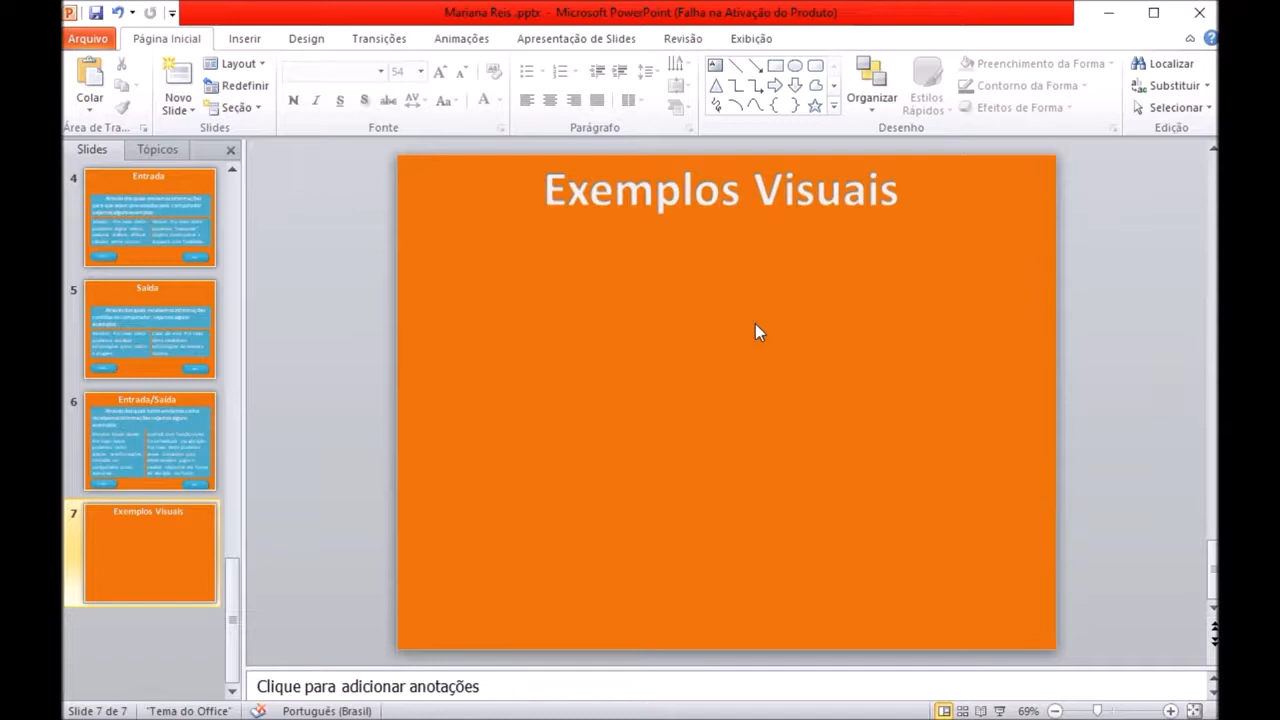 Mariana Reis .pptx - Microsoft PowerPoint (Falha na Ativação do Produto)
Arquivo Página Inicial Inserir Design Transições Animações Apresentação de Slides Revisão Exibição
Colar
Área de Tra...
Novo Slide
Layout
Redefinir
Seção
Slides
54
N I S S abc AV Aa A
Fonte
Parágrafo
Organizar
Estilos Rápidos
Preenchimento da Forma
Contorno da Forma
Efeitos de Forma
Desenho
Localizar
Substituir
Selecionar
Edição
Slides Tópicos
4
Entrada
5
Saída
6
Entrada/Saída
7
Exemplos Visuais
Exemplos Visuais
Clique para adicionar anotações
Slide 7 de 7 "Tema do Office" Português (Brasil) 69%